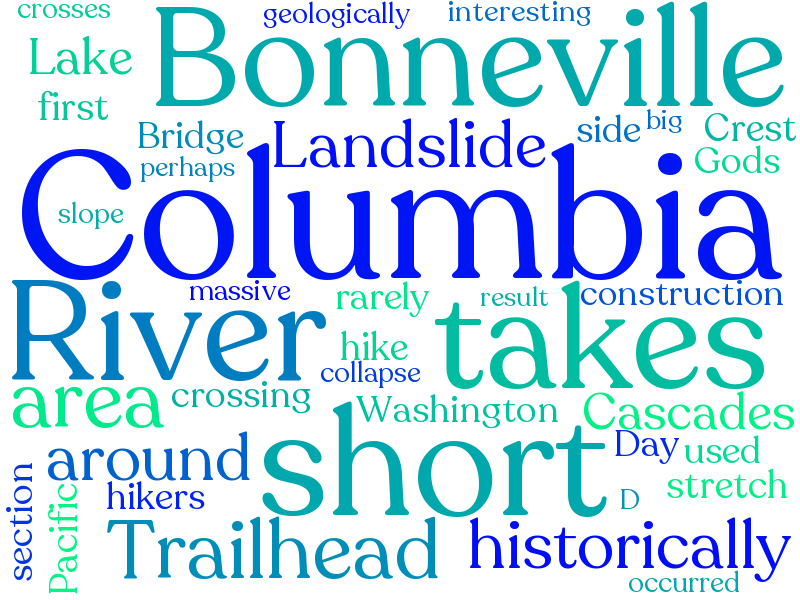 crosses geologically interesting
Lake Bonneville
first
Bridge Landslide side big Crest
perhaps Gods
Columbia
slope
massive rarely result construction
River takes
hike
collapse
area crossing Washington Cascades
around short Day used
section Pacific hikers D stretch
Trailhead historically
occurred